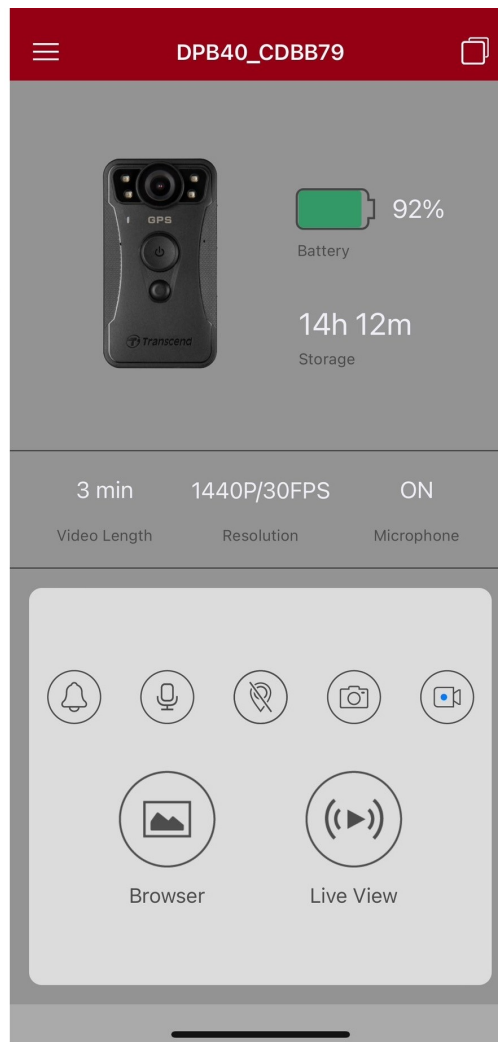 DPB40_CDBB79
GPS
Transcend
92%
Battery
14h 12m
Storage
3 min 1440P/30FPS ON
Video Length Resolution Microphone
Browser Live View